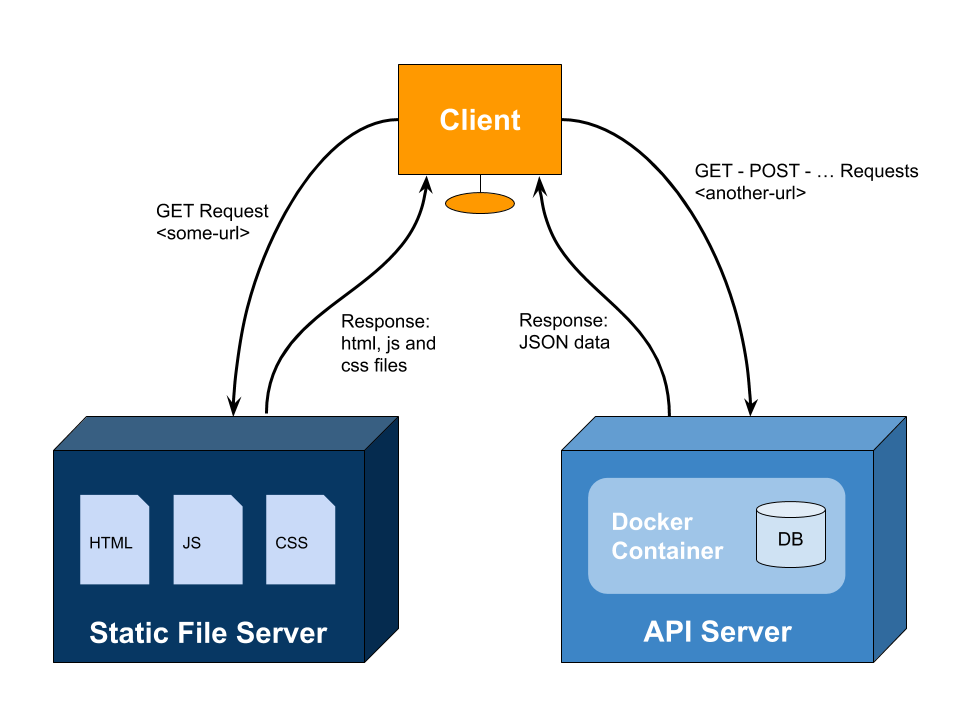 Client
GET - POST - … Requests
<another-url>
GET Request
<some-url>
Response:
html, js and
css files
Response:
JSON data
HTML
JS
CSS
Static File Server
Docker
Container
DB
API Server